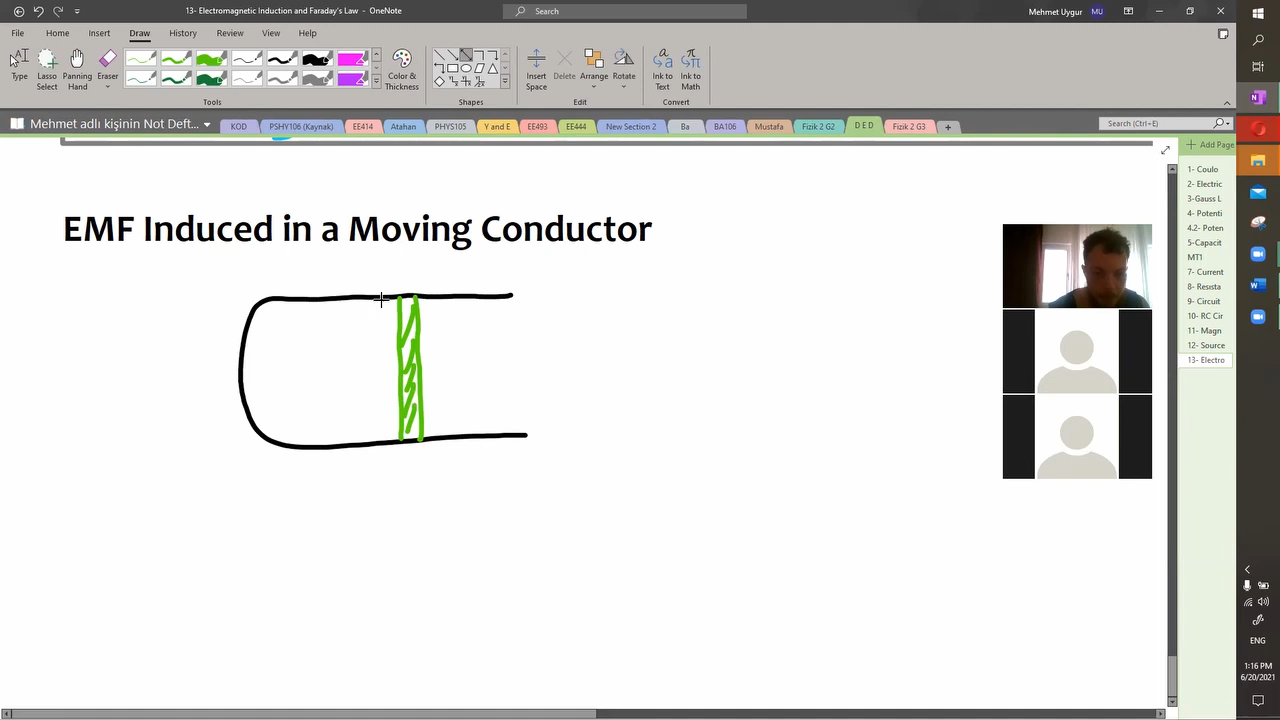 13- Electromagnetic Induction and Faraday's Law - OneNote
Search
Mehmet Uygur
MU
File Home Insert Draw History Review View Help
Type
Lasso Select
Panning Hand
Eraser
Color & Thickness
Insert Space
Delete
Arrange
Rotate
Ink to Text
Ink to Math
Tools
Shapes
Edit
Convert
Mehmet adlı kişinin Not Deft...
KOD PSHY106 (Kaynak) EE414 Atahan PHYS105 Y and E EE493 EE444 New Section 2 Ba BA106 Mustafa Fizik 2 G2 D E D Fizik 2 G3
Search (Ctrl+E)
Add Page
1- Coulo
2- Electric
3-Gauss L
4- Potenti
4.2- Poten
5-Capacit
MT1
7- Current
8- Resista
9- Circuit
10- RC Cir
11- Magn
12- Source
13- Electro
EMF Induced in a Moving Conductor
ENG
1:16 PM
6/20/2021